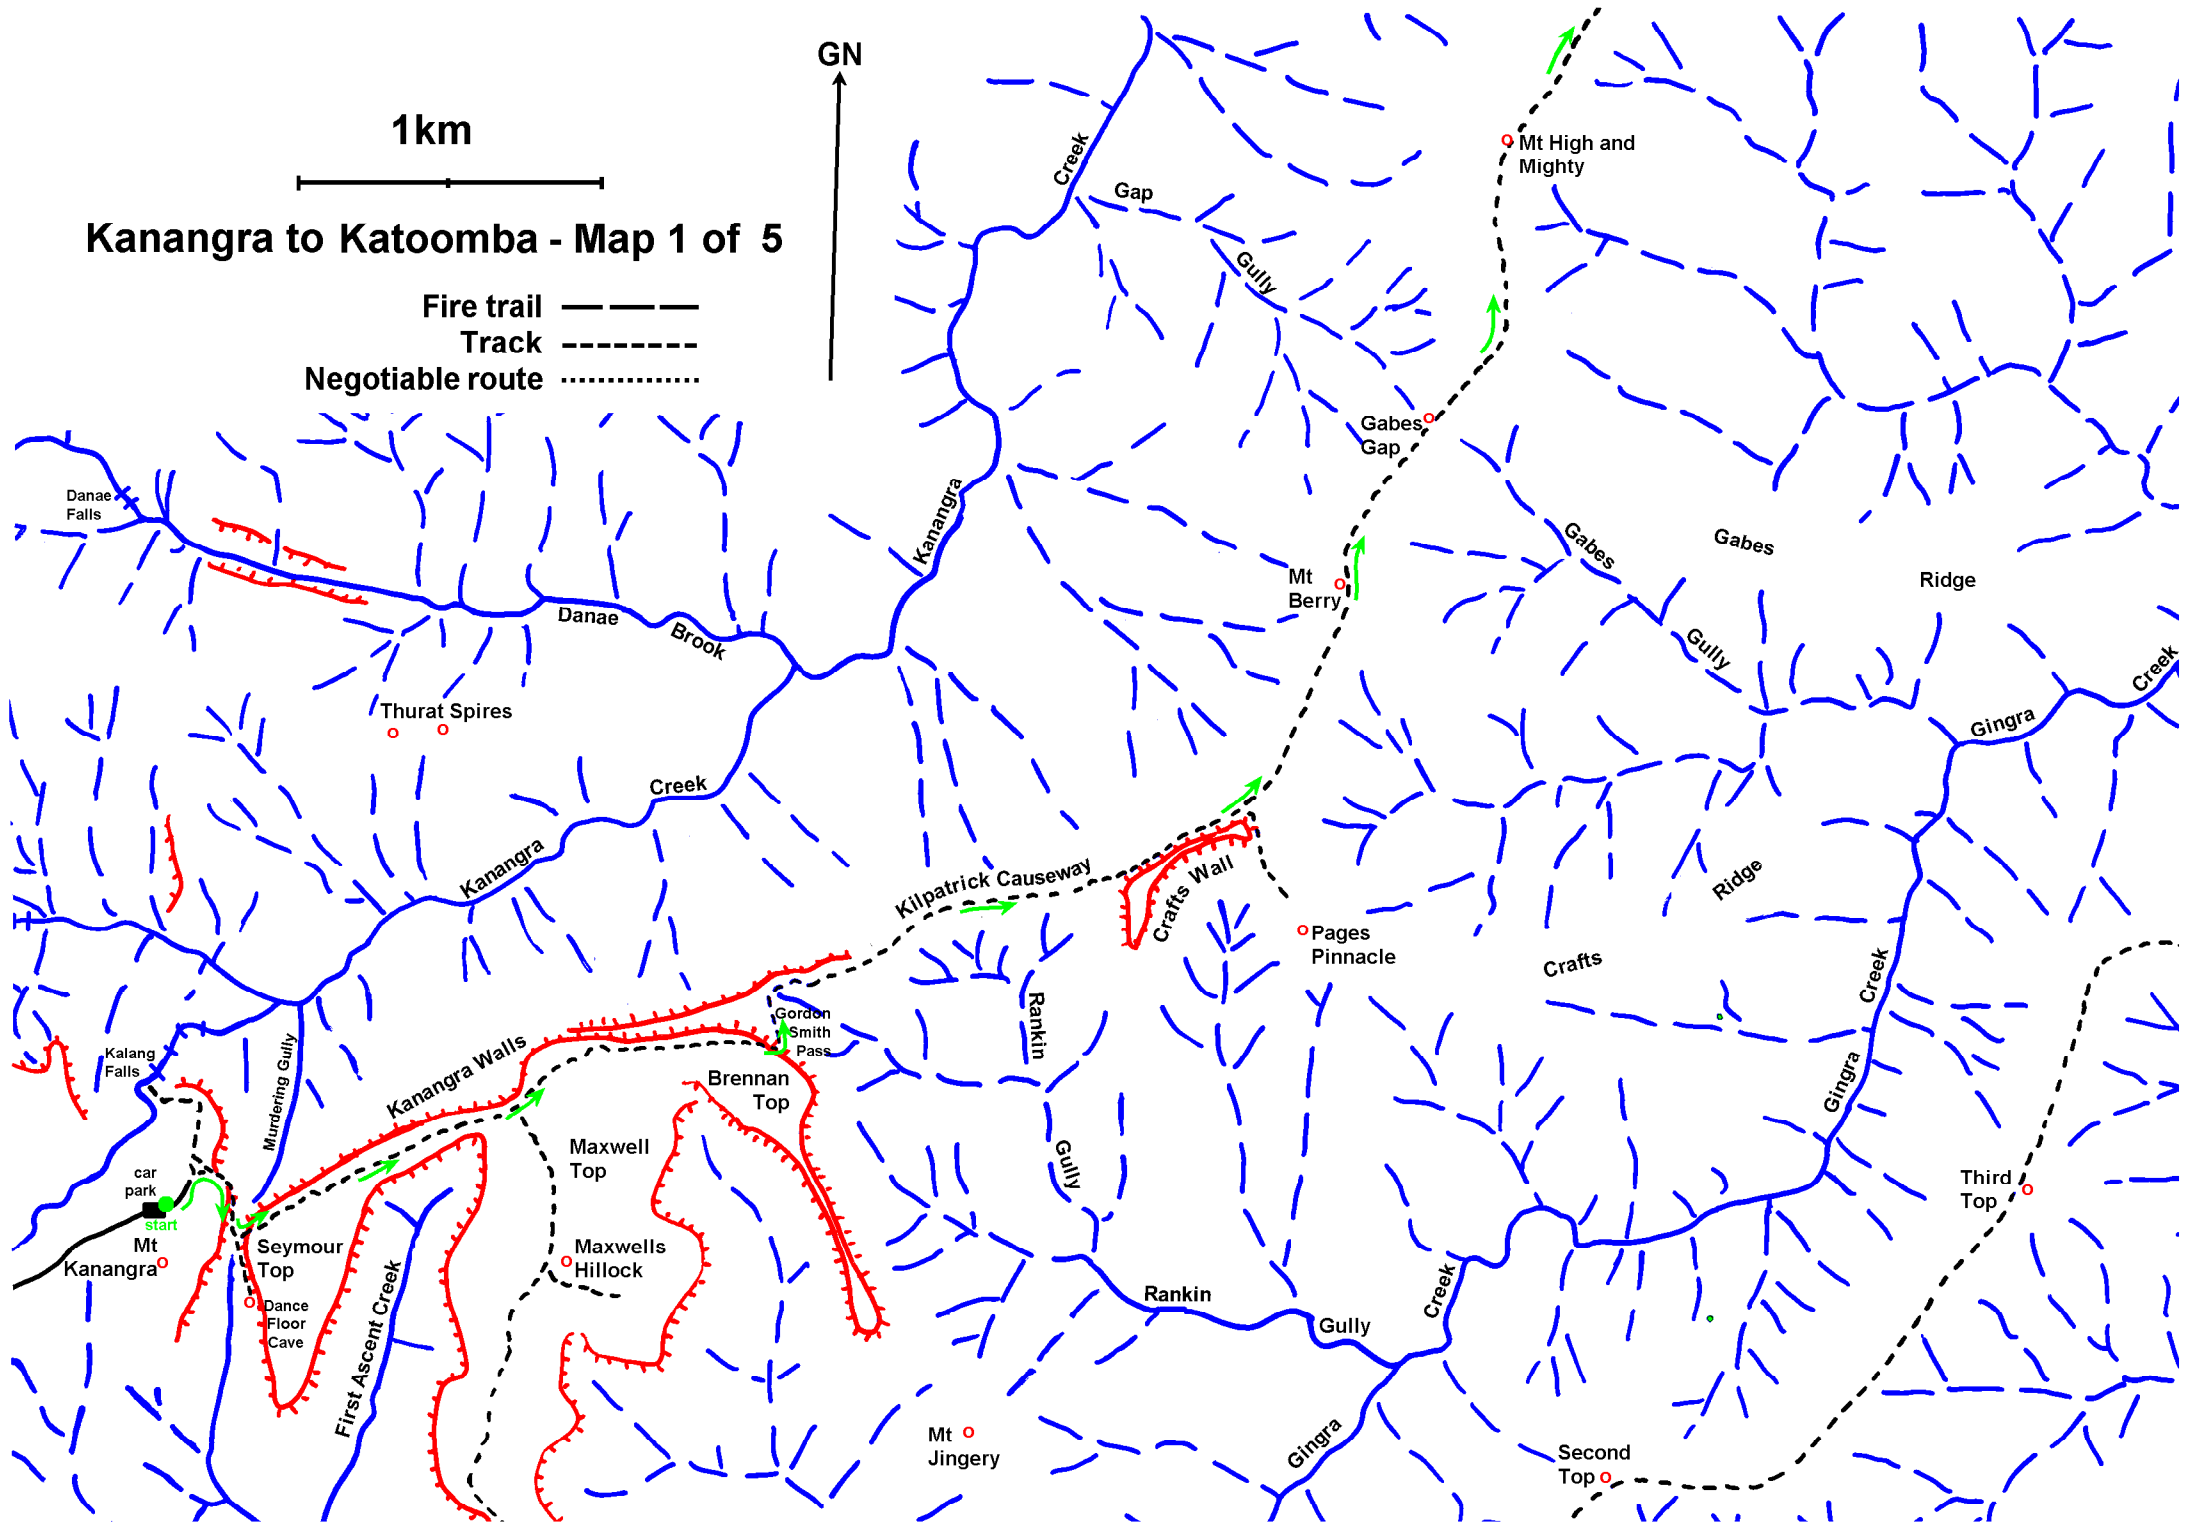 GN
1km
Kanangra to Katoomba - Map 1 of 5
Fire trail
Track
Negotiable route
Creek
Gap
Gully
Mt High and
Mighty
Gabes
Gap
Danae
Falls
Kanangra
Gabes
Gabes
Ridge
Mt
Berry
Danae
Brook
Gully
Creek
Thurat Spires
Gingra
Creek
Kanangra
Kilpatrick Causeway
Crafts Wall
Ridge
Pages
Pinnacle
Crafts
Creek
Rankin
Gordon
Smith
Pass
Kalang
Falls
Murdering Gully
Kanangra Walls
Brennan
Top
Gingra
Maxwell
Top
Gully
car
park
start
Third
Top
Mt
Kanangra
Seymour
Top
Maxwells
Hillock
Dance
Floor
Cave
First Ascent Creek
Rankin
Gully
Creek
Mt
Jingery
Gingra
Second
Top